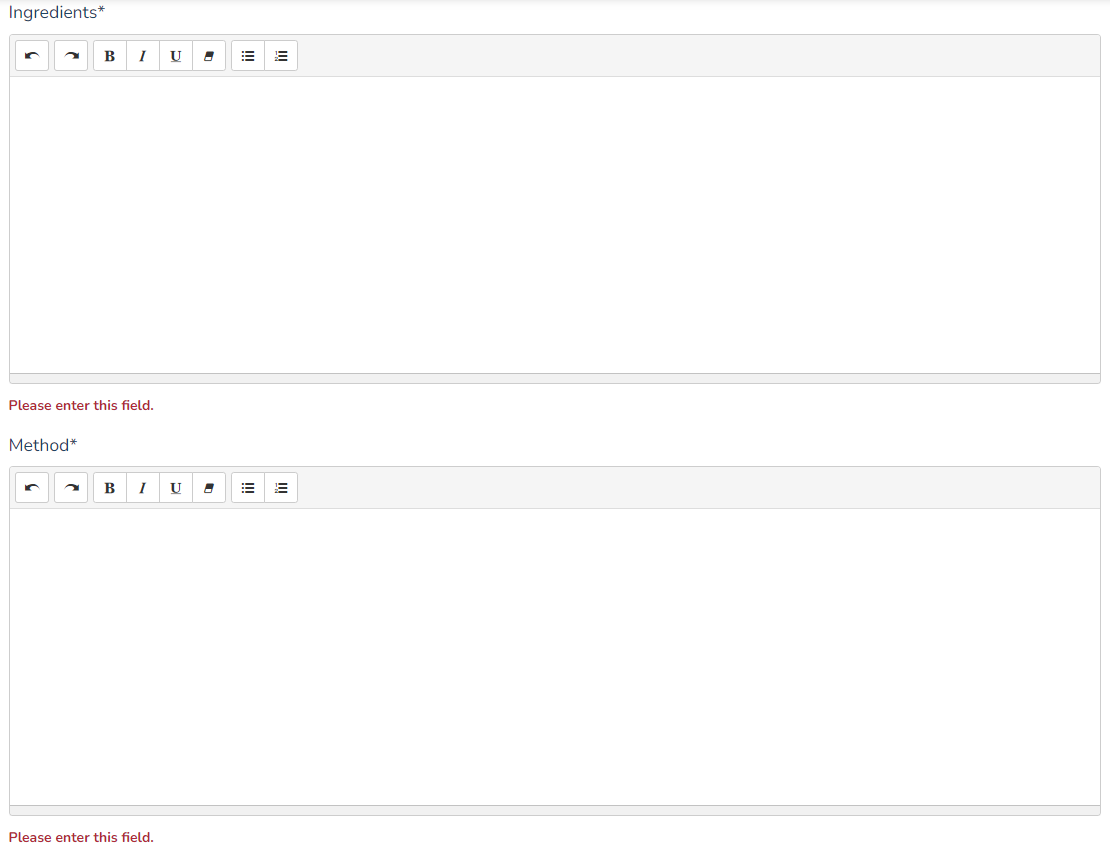 Ingredients*
B I U
Please enter this field.
Method*
B I U
Please enter this field.